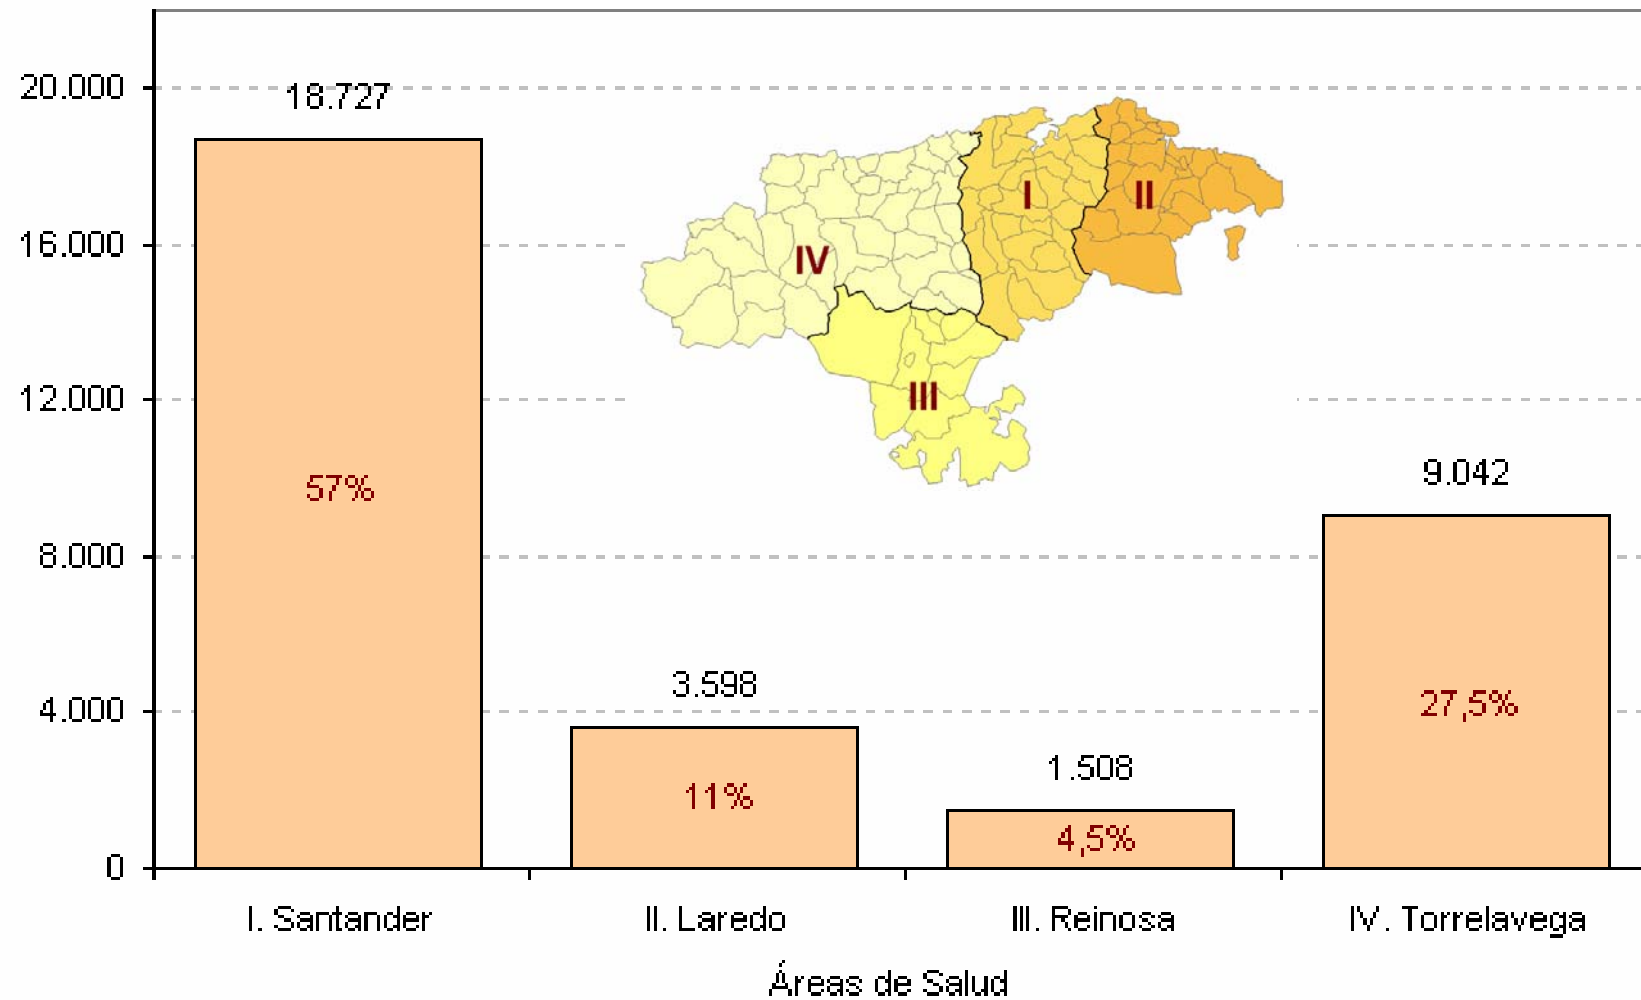 20.000
16.000
12.000
8.000
4.000
0
18.727
57%
3.598
11%
1.508
4,5%
9.042
27,5%
I
II
III
IV
I. Santander
II. Laredo
III. Reinosa
IV. Torrelavega
Áreas de Salud